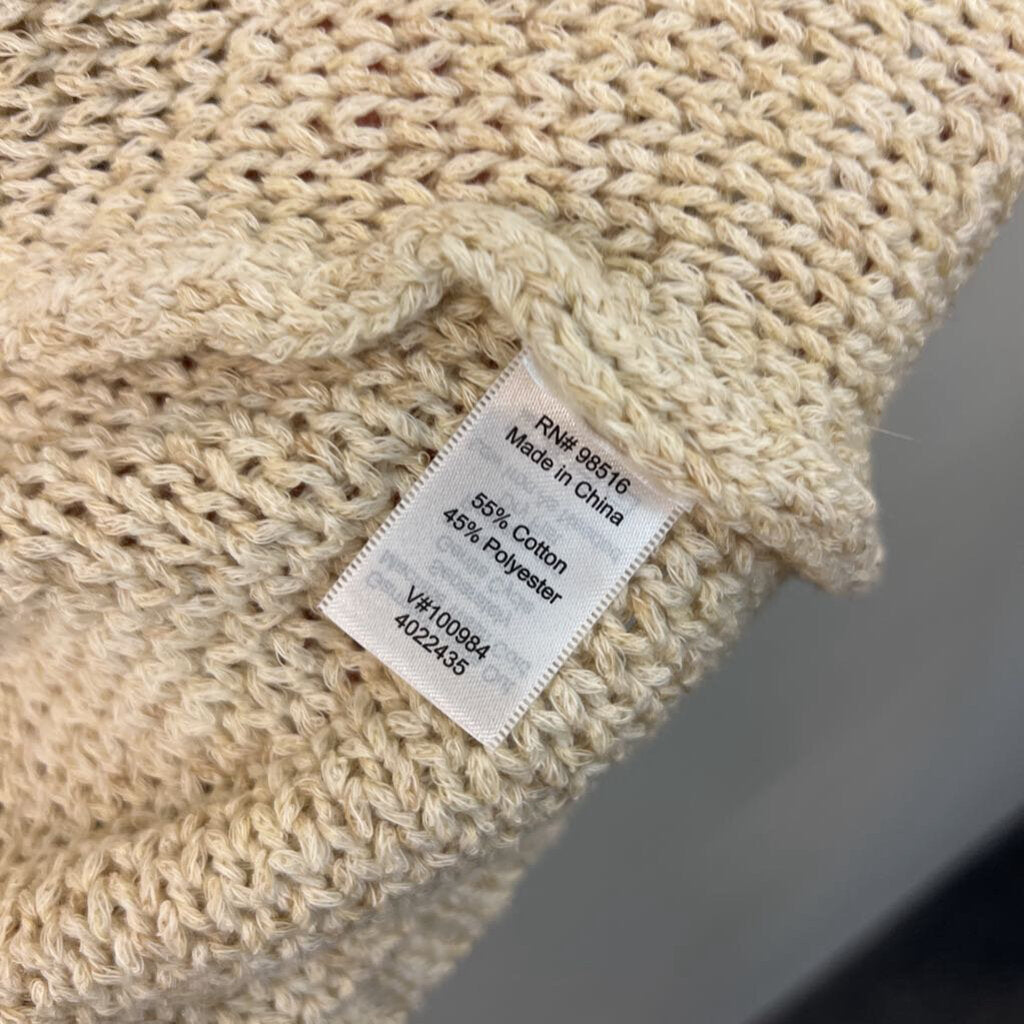 RN# 98516
Made in China
55% Cotton
45% Polyester
V#100984
4022435